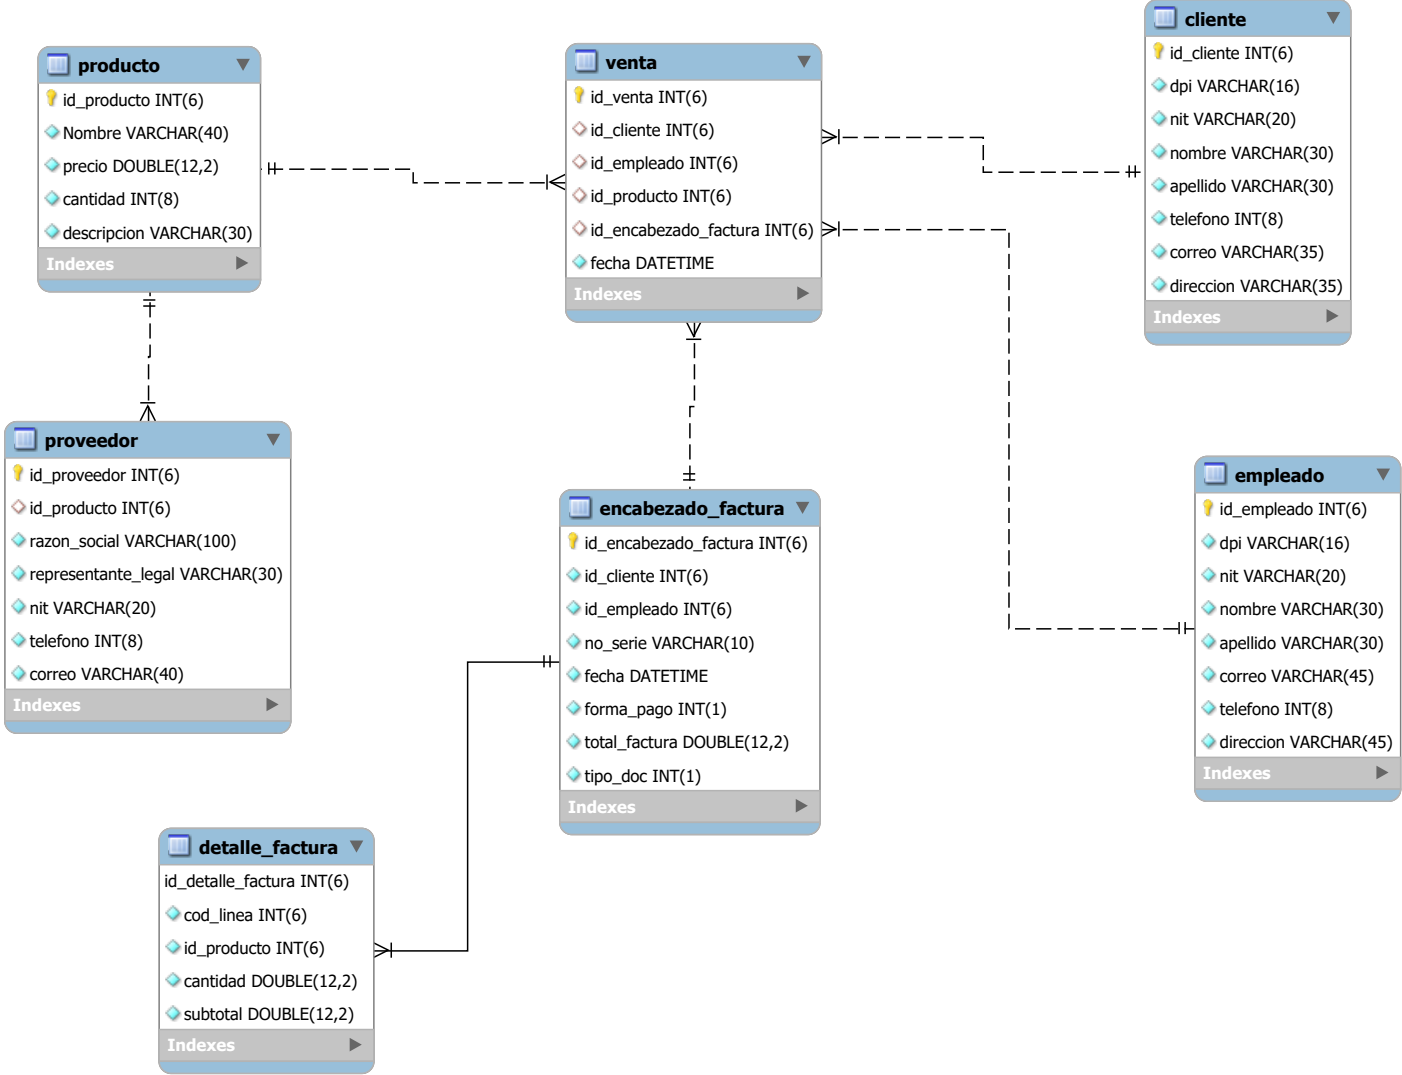 producto
id_producto INT(6)
Nombre VARCHAR(40)
precio DOUBLE(12,2)
cantidad INT(8)
descripcion VARCHAR(30)
Indexes
venta
id_venta INT(6)
id_cliente INT(6)
id_empleado INT(6)
id_producto INT(6)
id_encabezado_factura INT(6)
fecha DATETIME
Indexes
cliente
id_cliente INT(6)
dpi VARCHAR(16)
nit VARCHAR(20)
nombre VARCHAR(30)
apellido VARCHAR(30)
telefono INT(8)
correo VARCHAR(35)
direccion VARCHAR(35)
Indexes
proveedor
id_proveedor INT(6)
id_producto INT(6)
razon_social VARCHAR(100)
representante_legal VARCHAR(30)
nit VARCHAR(20)
telefono INT(8)
correo VARCHAR(40)
Indexes
encabezado_factura
id_encabezado_factura INT(6)
id_cliente INT(6)
id_empleado INT(6)
no_serie VARCHAR(10)
fecha DATETIME
forma_pago INT(1)
total_factura DOUBLE(12,2)
tipo_doc INT(1)
Indexes
empleado
id_empleado INT(6)
dpi VARCHAR(16)
nit VARCHAR(20)
nombre VARCHAR(30)
apellido VARCHAR(30)
correo VARCHAR(45)
telefono INT(8)
direccion VARCHAR(45)
Indexes
detalle_factura
id_detalle_factura INT(6)
cod_linea INT(6)
id_producto INT(6)
cantidad DOUBLE(12,2)
subtotal DOUBLE(12,2)
Indexes